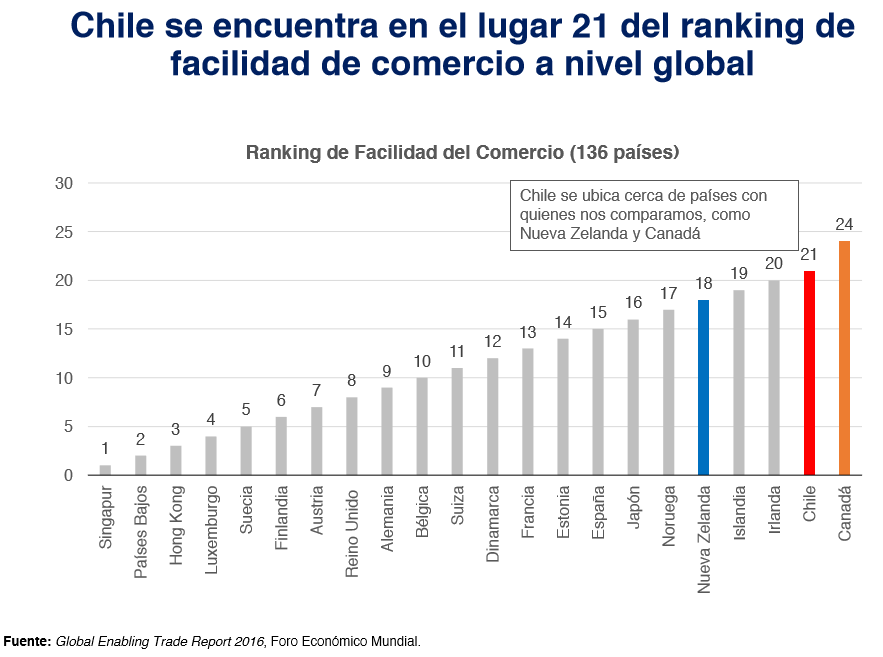 Chile se encuentra en el lugar 21 del ranking de
facilidad de comercio a nivel global
Ranking de Facilidad del Comercio (136 países)
Chile se ubica cerca de países con
quienes nos comparamos, como
Nueva Zelanda y Canadá
30
25
20
15
10
5
0
1
2
3
4
5
6
7
8
9
10
11
12
13
14
15
16
17
18
19
20
21
24
Singapur
Países Bajos
Hong Kong
Luxemburgo
Suecia
Finlandia
Austria
Reino Unido
Alemania
Bélgica
Suiza
Dinamarca
Francia
Estonia
España
Japón
Noruega
Nueva Zelanda
Islandia
Irlanda
Chile
Canadá
Fuente: Global Enabling Trade Report 2016, Foro Económico Mundial.